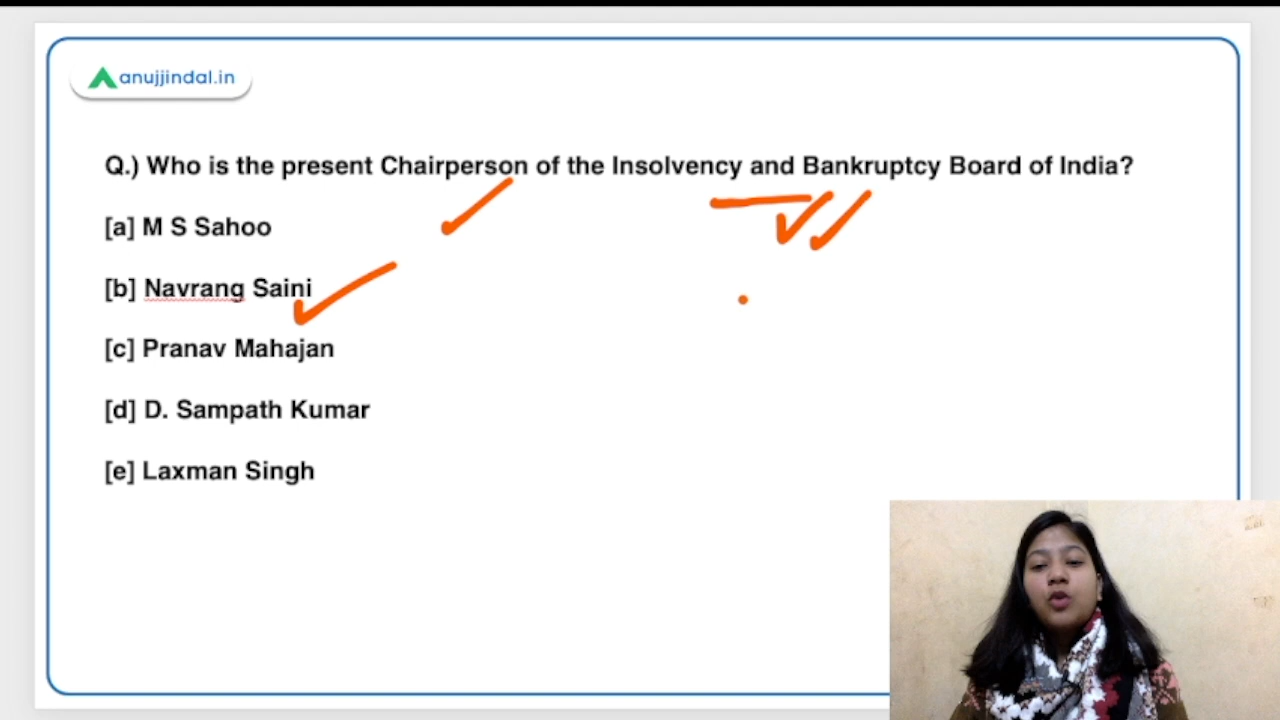 anujjindal.in
Q.) Who is the present Chairperson of the Insolvency and Bankruptcy Board of India?
[a] M S Sahoo
[b] Navrang Saini
[c] Pranav Mahajan
[d] D. Sampath Kumar
[e] Laxman Singh